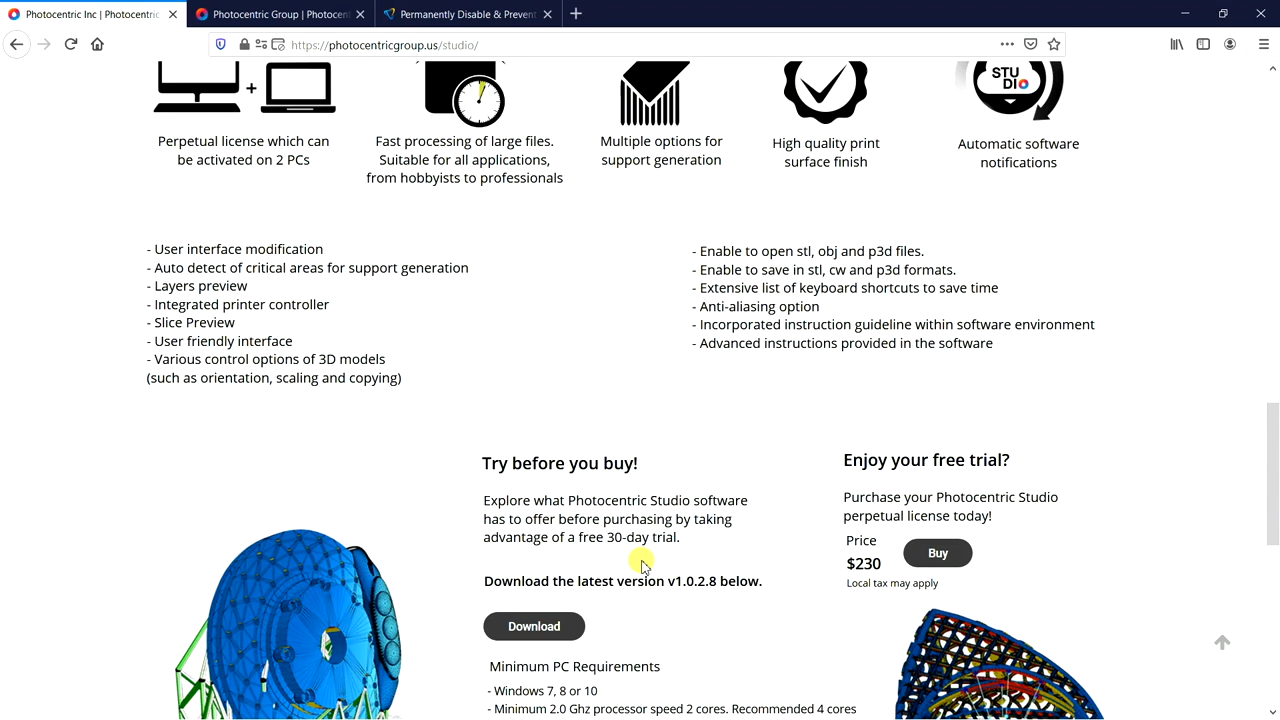 Photocentric Inc | Photocentric
Photocentric Group | Photocent
Permanently Disable & Prevent
https://photocentricgroup.us/studio/
STU
DIO
Perpetual license which can
be activated on 2 PCs
Fast processing of large files.
Suitable for all applications,
from hobbyists to professionals
Multiple options for
support generation
High quality print
surface finish
Automatic software
notifications
- User interface modification
- Auto detect of critical areas for support generation
- Layers preview
- Integrated printer controller
- Slice Preview
- User friendly interface
- Various control options of 3D models
(such as orientation, scaling and copying)
- Enable to open stl, obj and p3d files.
- Enable to save in stl, cw and p3d formats.
- Extensive list of keyboard shortcuts to save time
- Anti-aliasing option
- Incorporated instruction guideline within software environment
- Advanced instructions provided in the software
Try before you buy!
Explore what Photocentric Studio software
has to offer before purchasing by taking
advantage of a free 30-day trial.
Download the latest version v1.0.2.8 below.
Download
Minimum PC Requirements
- Windows 7, 8 or 10
- Minimum 2.0 Ghz processor speed 2 cores. Recommended 4 cores
Enjoy your free trial?
Purchase your Photocentric Studio
perpetual license today!
Price
$230
Buy
Local tax may apply